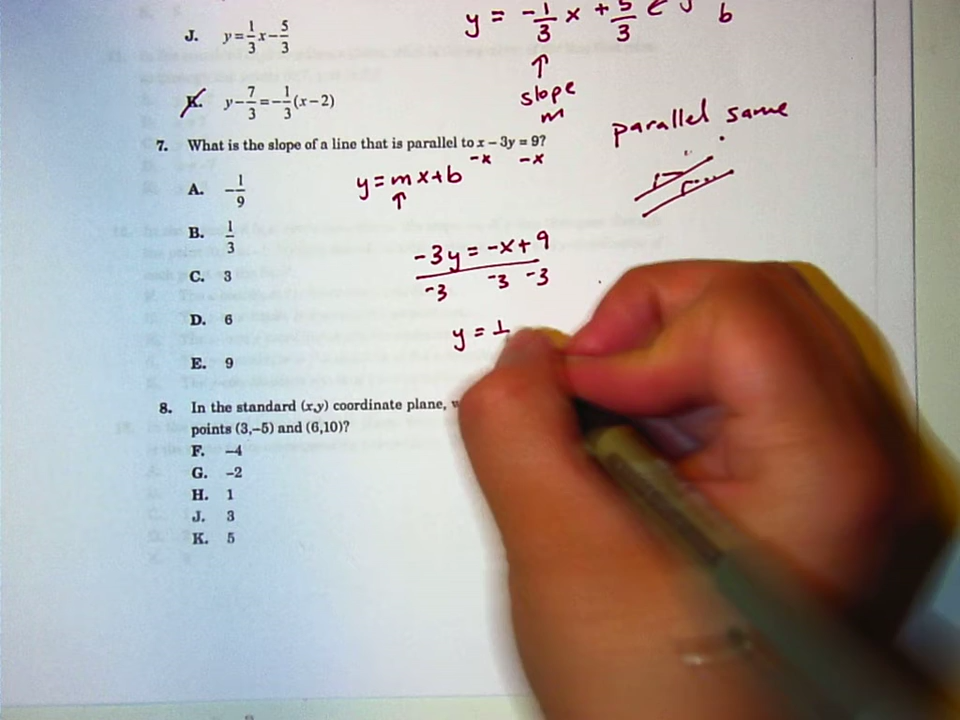 J. y=1/3x−5/3
y = -1/3 x + 5/3
b
↑
slope
m
K. y−7/3=−1/3(x−2)
parallel same
7. What is the slope of a line that is parallel to x − 3y = 9?
-x -x
y = mx+b
↑
A. −1/9
B. 1/3
C. 3
D. 6
E. 9
-3y = -x + 9
-3 -3 -3
y = 1
8. In the standard (x,y) coordinate plane,
points (3,−5) and (6,10)?
F. −4
G. −2
H. 1
J. 3
K. 5